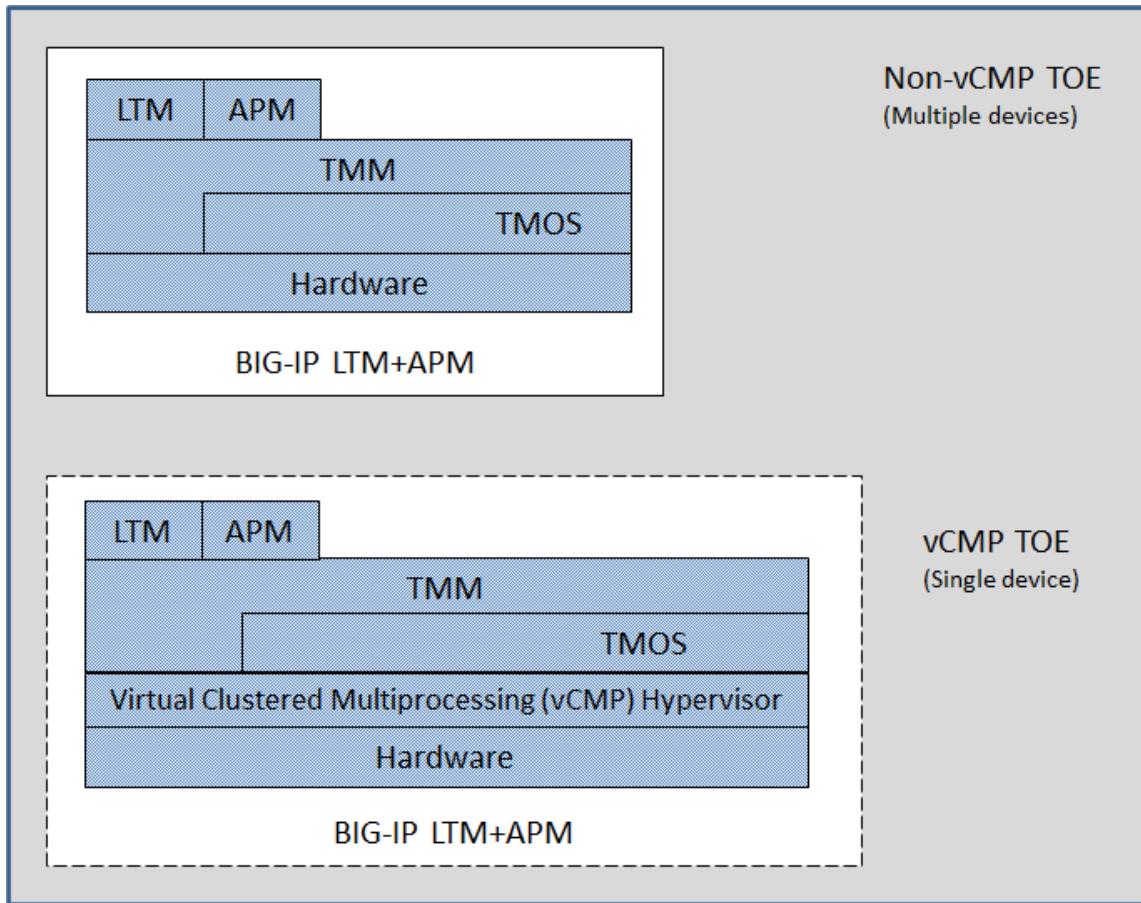 Non-vCMP TOE
(Multiple devices)
LTM
APM
TMM
TMOS
Hardware
BIG-IP LTM+APM
vCMP TOE
(Single device)
LTM
APM
TMM
TMOS
Virtual Clustered Multiprocessing (vCMP) Hypervisor
Hardware
BIG-IP LTM+APM